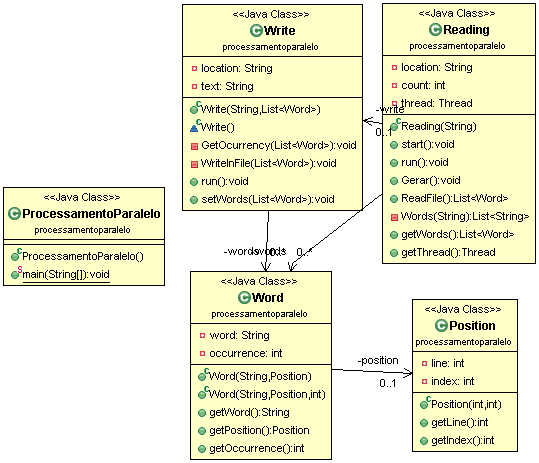 <<Java Class>>
Write
processamentoparalelo
location: String
text: String
Write(String,List<Word>)
Write()
GetOcurrency(List<Word>):void
WriteInFile(List<Word>):void
run():void
setWords(List<Word>):void
<<Java Class>>
Reading
processamentoparalelo
location: String
count: int
thread: Thread
Reading(String)
start():void
run():void
Gerar():void
ReadFile():List<Word>
Words(String):List<String>
getWords():List<Word>
getThread():Thread
-write
0..1
<<Java Class>>
ProcessamentoParalelo
processamentoparalelo
ProcessamentoParalelo()
main(String[]):void
-words
0..*
0..*
<<Java Class>>
Word
processamentoparalelo
word: String
occurrence: int
Word(String,Position)
Word(String,Position,int)
getWord():String
getPosition():Position
getOccurrence():int
-position
0..1
<<Java Class>>
Position
processamentoparalelo
line: int
index: int
Position(int,int)
getLine():int
getIndex():int